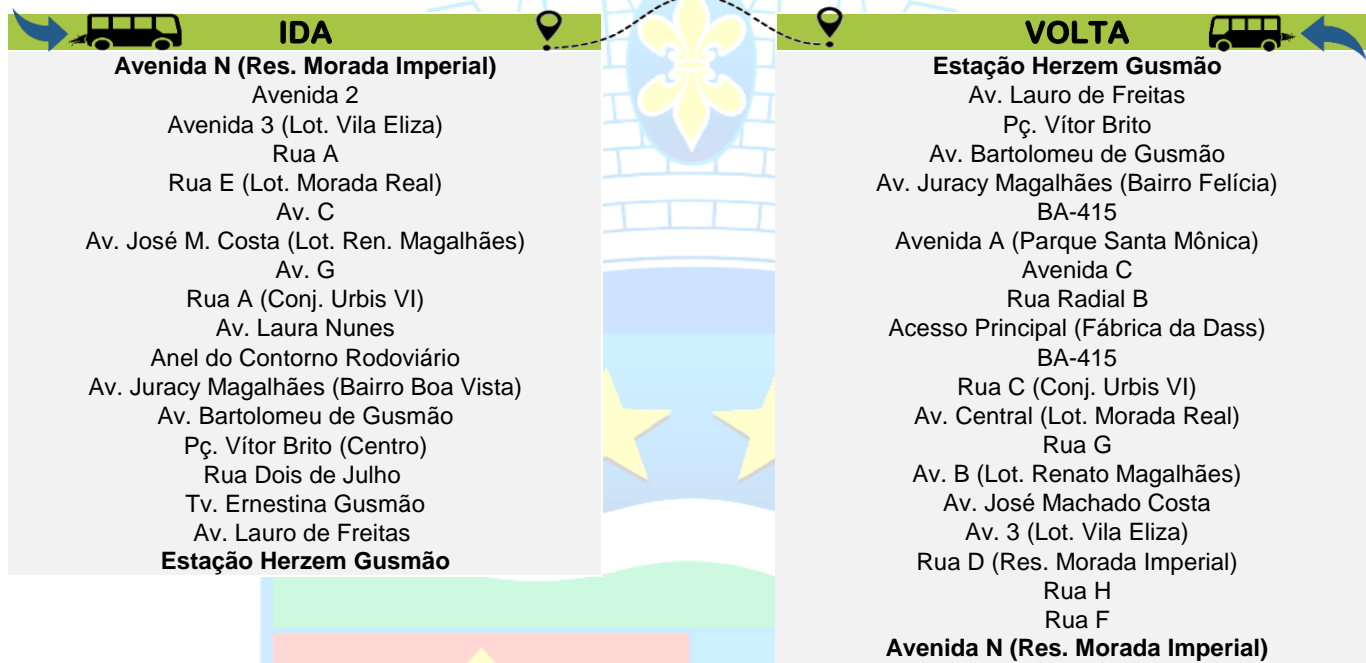 IDA
Avenida N (Res. Morada Imperial)
Avenida 2
Avenida 3 (Lot. Vila Eliza)
Rua A
Rua E (Lot. Morada Real)
Av. C
Av. José M. Costa (Lot. Ren. Magalhães)
Av. G
Rua A (Conj. Urbis VI)
Av. Laura Nunes
Anel do Contorno Rodoviário
Av. Juracy Magalhães (Bairro Boa Vista)
Av. Bartolomeu de Gusmão
Pç. Vítor Brito (Centro)
Rua Dois de Julho
Tv. Ernestina Gusmão
Av. Lauro de Freitas
Estação Herzem Gusmão
VOLTA
Estação Herzem Gusmão
Av. Lauro de Freitas
Pç. Vítor Brito
Av. Bartolomeu de Gusmão
Av. Juracy Magalhães (Bairro Felícia)
BA-415
Avenida A (Parque Santa Mônica)
Avenida C
Rua Radial B
Acesso Principal (Fábrica da Dass)
BA-415
Rua C (Conj. Urbis VI)
Av. Central (Lot. Morada Real)
Rua G
Av. B (Lot. Renato Magalhães)
Av. José Machado Costa
Av. 3 (Lot. Vila Eliza)
Rua D (Res. Morada Imperial)
Rua H
Rua F
Avenida N (Res. Morada Imperial)